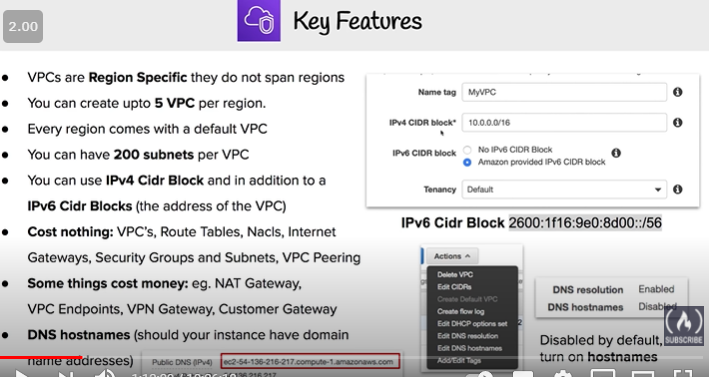 2.00
Key Features
VPCs are Region Specific they do not span regions
You can create upto 5 VPC per region.
Every region comes with a default VPC
You can have 200 subnets per VPC
You can use IPv4 Cidr Block and in addition to a
IPv6 Cidr Blocks (the address of the VPC)
Cost nothing: VPC's, Route Tables, Nacls, Internet
Gateways, Security Groups and Subnets, VPC Peering
Some things cost money: eg. NAT Gateway,
VPC Endpoints, VPN Gateway, Customer Gateway
DNS hostnames (should your instance have domain
name addresses)
Public DNS (IPv4) ec2-54-136-216-217.compute-1.amazonaws.com
Name tag MyVPC
IPv4 CIDR block* 10.0.0.0/16
IPv6 CIDR block No IPv6 CIDR Block
Amazon provided IPv6 CIDR block
Tenancy Default
IPv6 Cidr Block 2600:1f16:9e0:8d00::/56
Actions
Delete VPC
Edit CIDRs
Create Default VPC
Create flow log
Edit DHCP options set
Edit DNS resolution
Edit DNS hostnames
Add/Edit Tags
DNS resolution Enabled
DNS hostnames Disabled
SUBSCRIBE
Disabled by default,
turn on hostnames